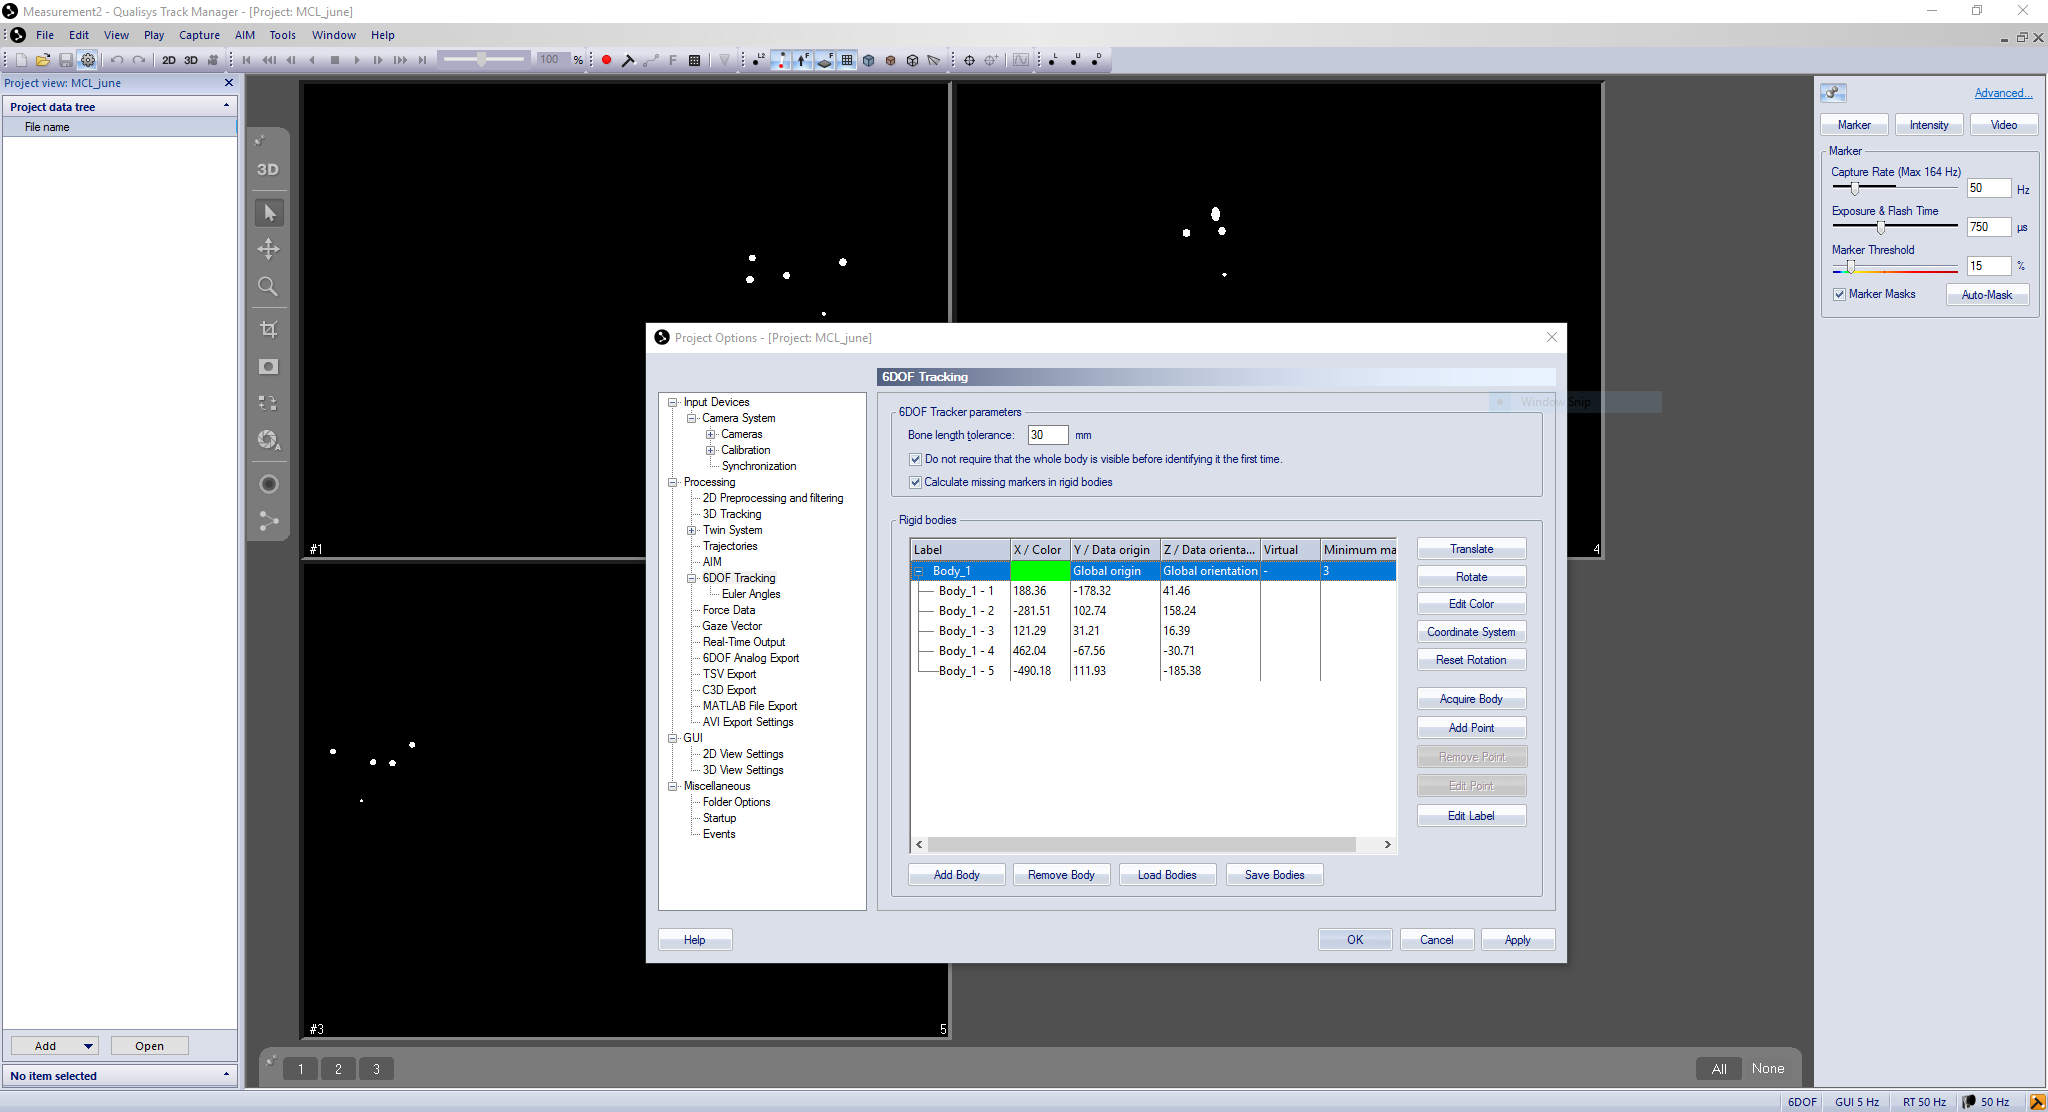 Measurement2 - Qualisys Track Manager - [Project: MCL_june]
File Edit View Play Capture AIM Tools Window Help
2D 3D 100 %
Project view: MCL_june
Project data tree
File name
3D
#1
4
#3
5
Add Open
No item selected
1 2 3
All None
Advanced...
Marker Intensity Video
Marker
Capture Rate (Max 164 Hz)
50 Hz
Exposure & Flash Time
750 µs
Marker Threshold
15 %
Marker Masks Auto-Mask
Project Options - [Project: MCL_june]
Input Devices
Camera System
Cameras
Calibration
Synchronization
Processing
2D Preprocessing and filtering
3D Tracking
Twin System
Trajectories
AIM
6DOF Tracking
Euler Angles
Force Data
Gaze Vector
Real-Time Output
6DOF Analog Export
TSV Export
C3D Export
MATLAB File Export
AVI Export Settings
GUI
2D View Settings
3D View Settings
Miscellaneous
Folder Options
Startup
Events
6DOF Tracking
Window Snip
6DOF Tracker parameters
Bone length tolerance: 30 mm
Do not require that the whole body is visible before identifying it the first time.
Calculate missing markers in rigid bodies
Rigid bodies
Label X / Color Y / Data origin Z / Data orienta... Virtual Minimum ma
Body_1 Global origin Global orientation - 3
Body_1 - 1 188.36 -178.32 41.46
Body_1 - 2 -281.51 102.74 158.24
Body_1 - 3 121.29 31.21 16.39
Body_1 - 4 462.04 -67.56 -30.71
Body_1 - 5 -490.18 111.93 -185.38
Translate
Rotate
Edit Color
Coordinate System
Reset Rotation
Acquire Body
Add Point
Remove Point
Edit Point
Edit Label
Add Body Remove Body Load Bodies Save Bodies
Help OK Cancel Apply
6DOF GUI 5 Hz RT 50 Hz 50 Hz